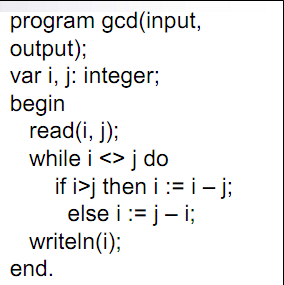 program gcd(input,
output);
var i, j: integer;
begin
read(i, j);
while i <> j do
if i>j then i := i – j;
else i := j – i;
writeln(i);
end.